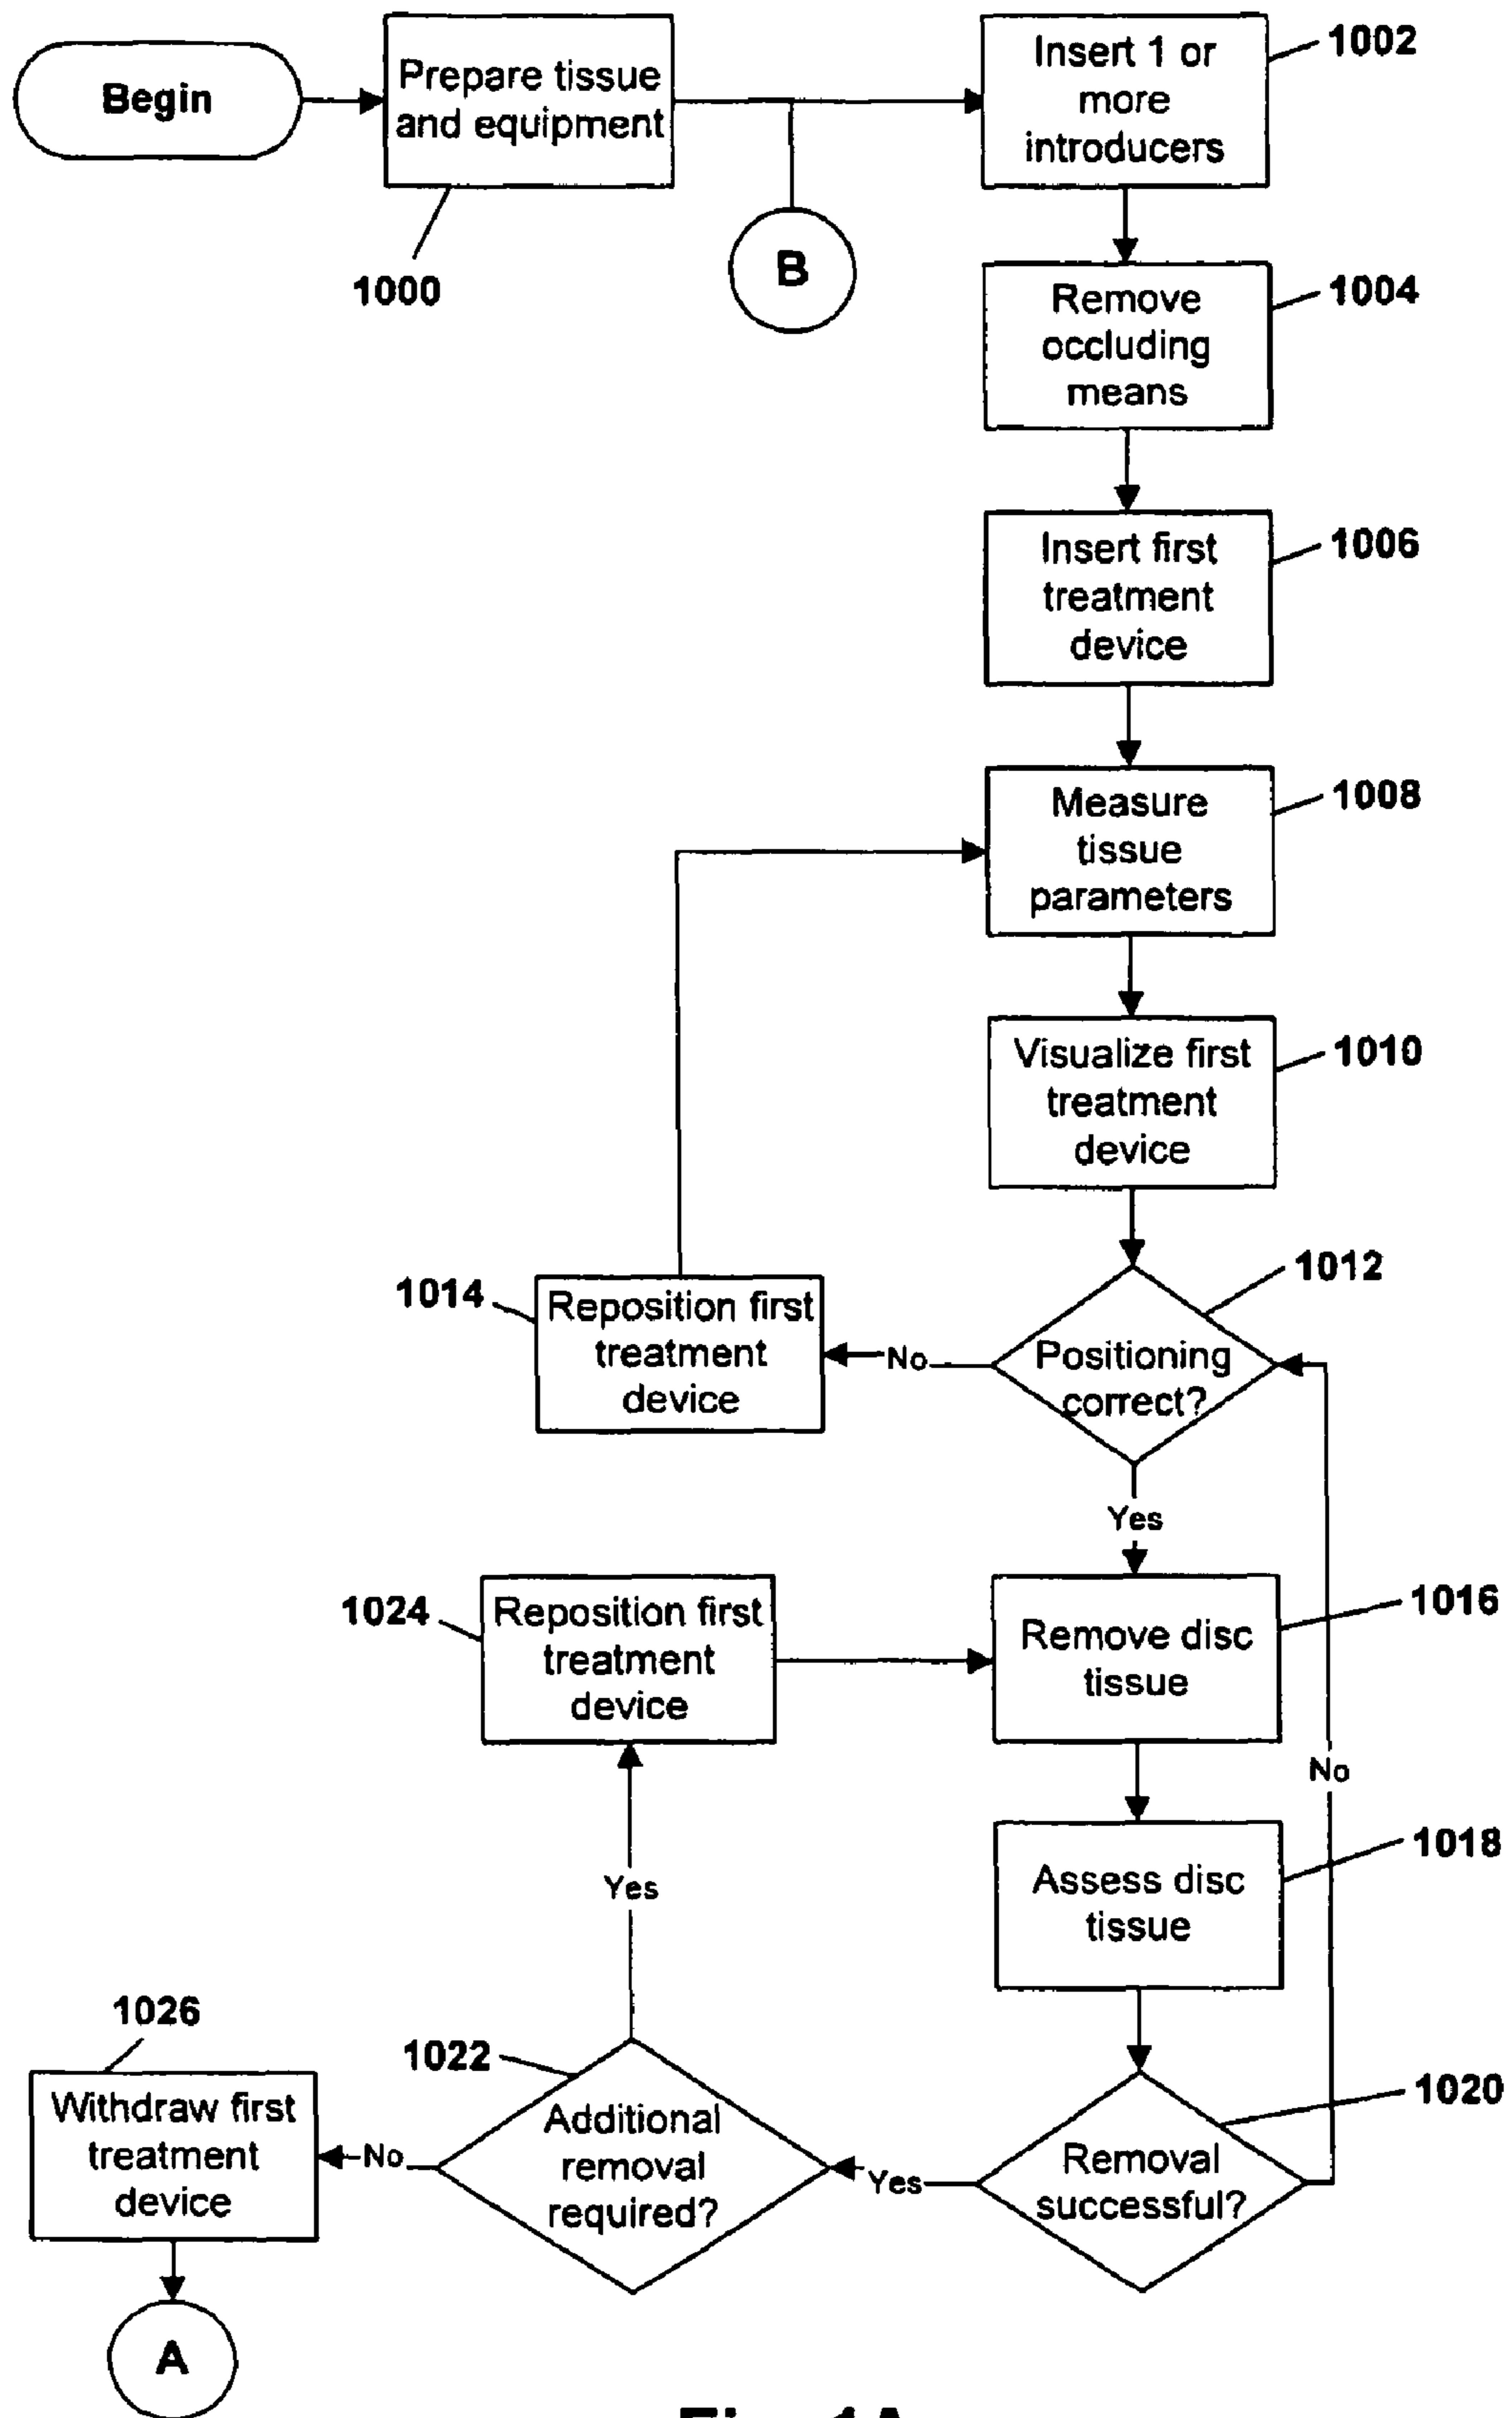 Begin
Prepare tissue
and equipment
1000
B
Insert 1 or
more
introducers
1002
Remove
occluding
means
1004
Insert first
treatment
device
1006
Measure
tissue
parameters
1008
Visualize first
treatment
device
1010
Positioning
correct?
1012
No
Reposition first
treatment
device
1014
Yes
Remove disc
tissue
1016
Reposition first
treatment
device
1024
Assess disc
tissue
1018
No
Removal
successful?
1020
Yes
Additional
removal
required?
1022
Yes
No
Withdraw first
treatment
device
1026
A